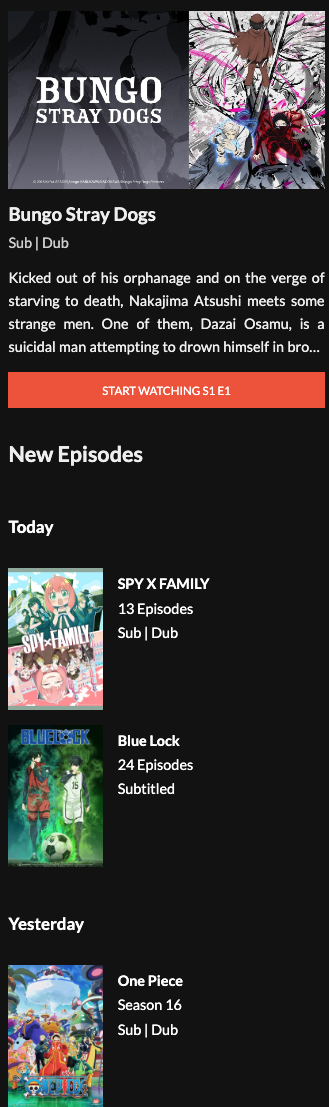 BUNGO
STRAY DOGS
Bungo Stray Dogs
Sub | Dub
Kicked out of his orphanage and on the verge of
starving to death, Nakajima Atsushi meets some
strange men. One of them, Dazai Osamu, is a
suicidal man attempting to drown himself in bro...
START WATCHING S1 E1
New Episodes
Today
SPY×FAMILY
SPY X FAMILY
13 Episodes
Sub | Dub
BLUELOCK
15
Blue Lock
24 Episodes
Subtitled
Yesterday
ONE PIECE
One Piece
Season 16
Sub | Dub